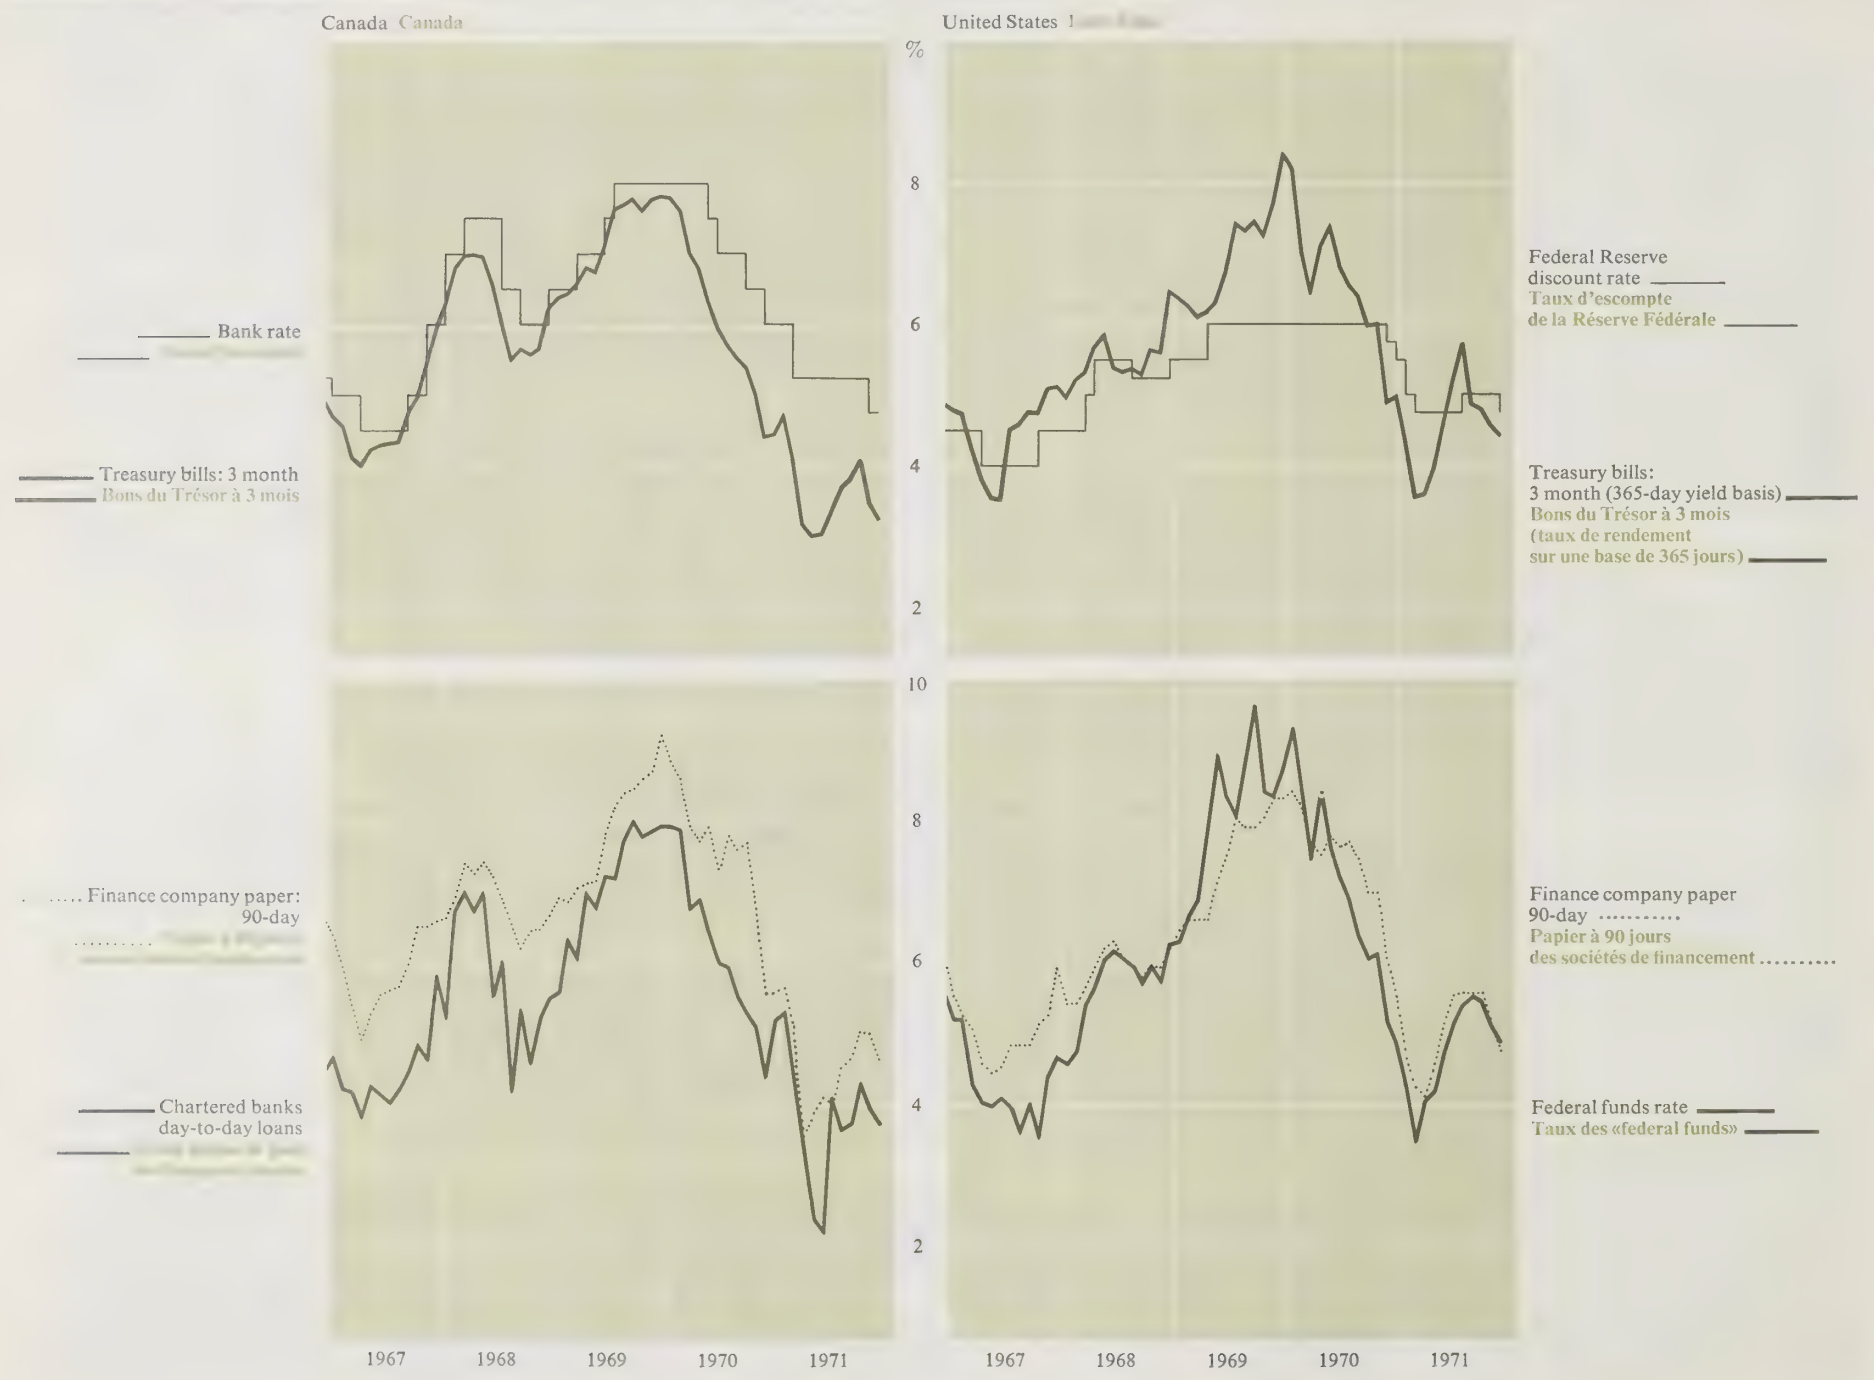 Canada Canada
United States
%
8
6
4
2
10
8
6
4
2
Bank rate
Treasury bills: 3 month
Bons du Trésor à 3 mois
Federal Reserve
discount rate
Taux d'escompte
de la Réserve Fédérale
Treasury bills:
3 month (365-day yield basis)
Bons du Trésor à 3 mois
(taux de rendement
sur une base de 365 jours)
Finance company paper:
90-day
Chartered banks
day-to-day loans
Finance company paper
90-day
Papier à 90 jours
des sociétés de financement
Federal funds rate
Taux des «federal funds»
1967 1968 1969 1970 1971
1967 1968 1969 1970 1971